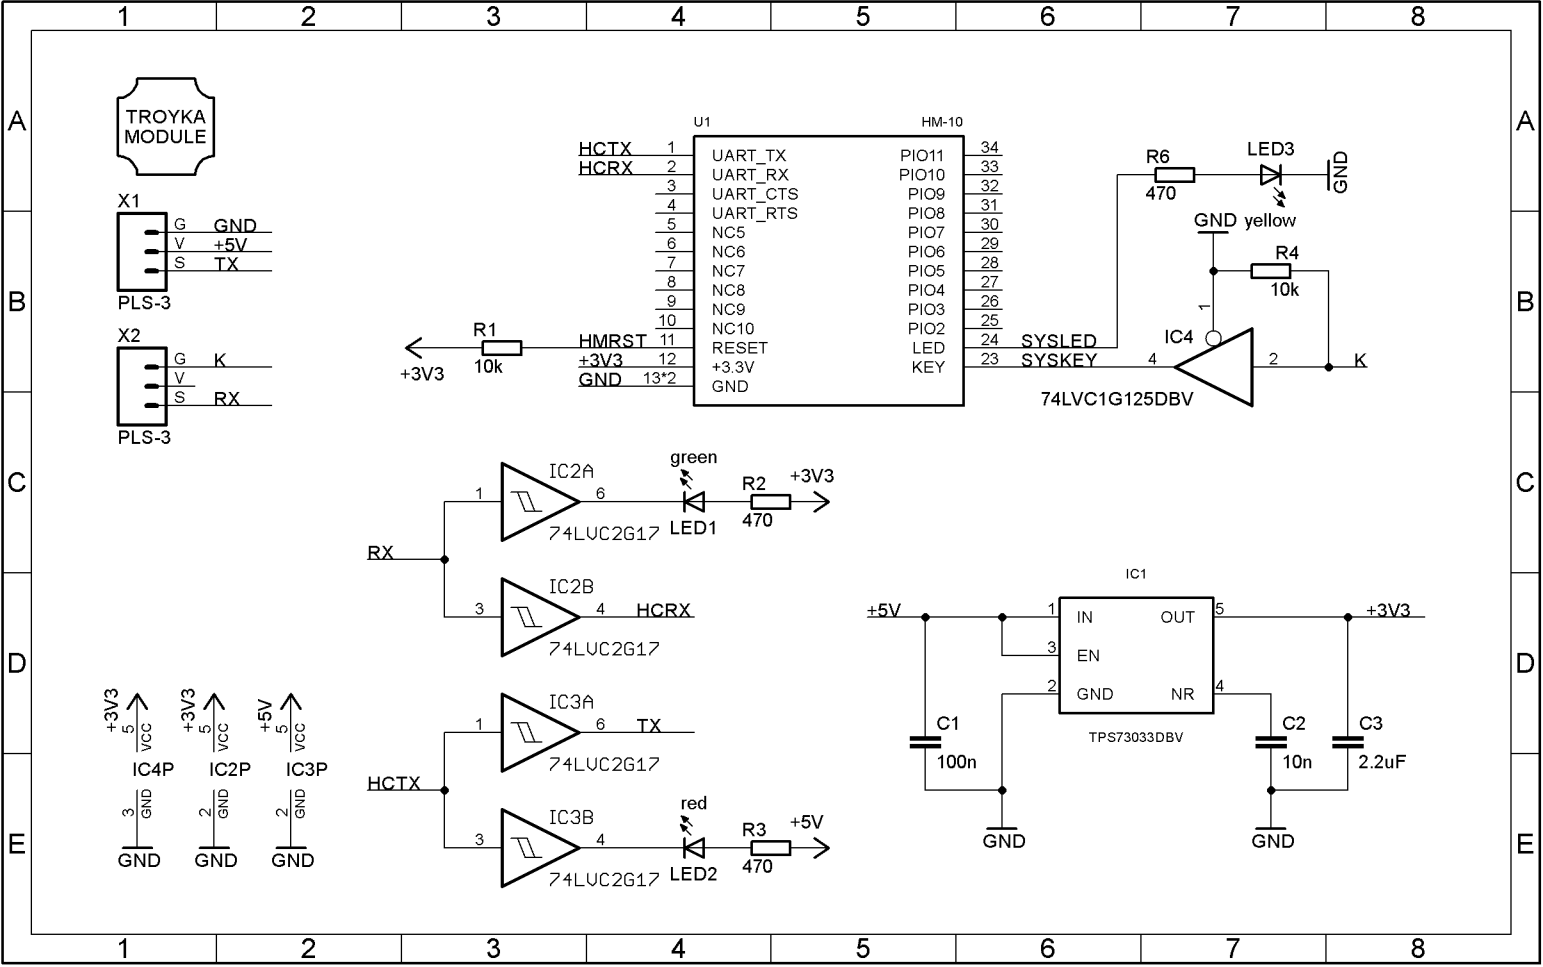 1 2 3 4 5 6 7 8
A A
TROYKA
MODULE
X1
G GND
V +5V
S TX
PLS-3
B B
X2
G K
V
S RX
PLS-3
U1 HM-10
HCTX 1 UART_TX PIO11 34
HCRX 2 UART_RX PIO10 33
3 UART_CTS PIO9 32
4 UART_RTS PIO8 31
5 NC5 PIO7 30
6 NC6 PIO6 29
7 NC7 PIO5 28
8 NC8 PIO4 27
9 NC9 PIO3 26
10 NC10 PIO2 25
HMRST 11 RESET LED 24 SYSLED
+3V3 12 +3.3V KEY 23 SYSKEY
GND 13*2 GND
R1
10k
+3V3
R6
470
LED3
GND
yellow
GND
R4
10k
1
IC4
4 2 K
74LVC1G125DBV
C C
green
IC2A
1 6
74LVC2G17
LED1
R2
470
+3V3
RX
IC2B
3 4 HCRX
74LVC2G17
D D
IC3A
1 6 TX
74LVC2G17
HCTX
red
IC3B
3 4
74LVC2G17
LED2
R3
470
+5V
IC1
+5V 1 IN OUT 5 +3V3
3 EN
2 GND NR 4
TPS73033DBV
C1
100n
C2
10n
C3
2.2uF
GND GND
+3V3 +3V3 +5V
5 VCC 5 VCC 5 VCC
IC4P IC2P IC3P
3 GND 2 GND 2 GND
GND GND GND
E E
1 2 3 4 5 6 7 8